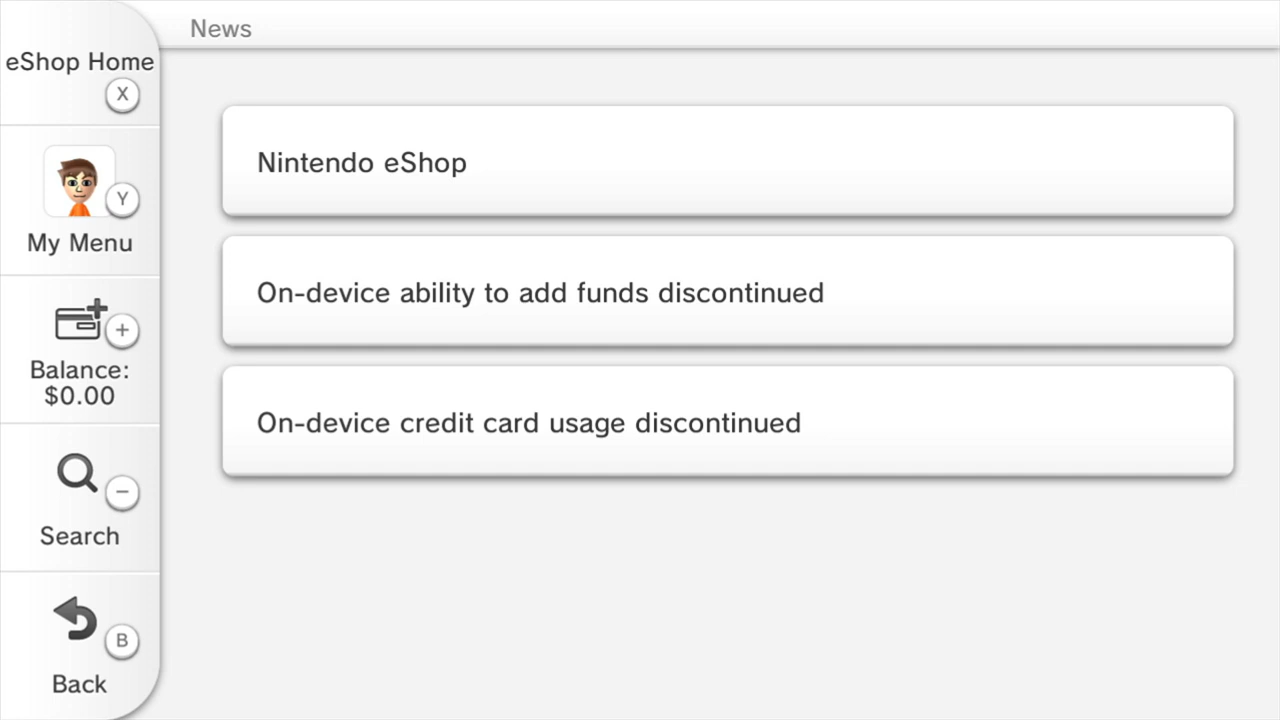 eShop Home
X
Y
My Menu
+
Balance:
$0.00
−
Search
B
Back
News
Nintendo eShop
On-device ability to add funds discontinued
On-device credit card usage discontinued